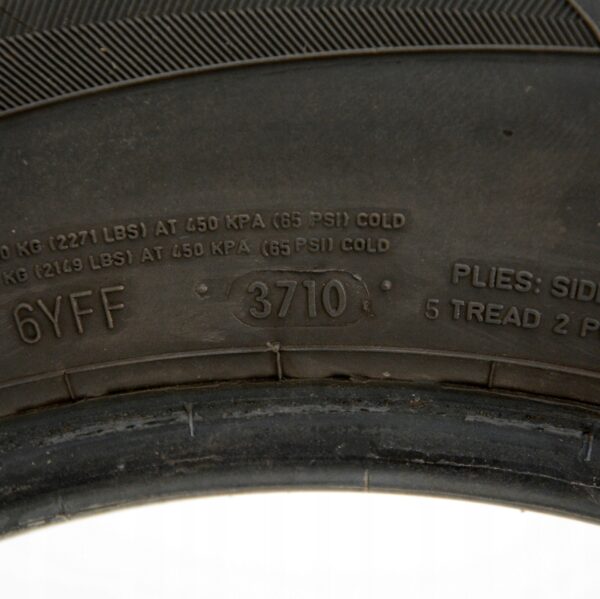 0 KG (2271 LBS) AT 450 KPA (65 PSI) COLD
KG (2149 LBS) AT 450 KPA (65 PSI) COLD
6YFF 3710
PLIES: SID
5 TREAD 2 P